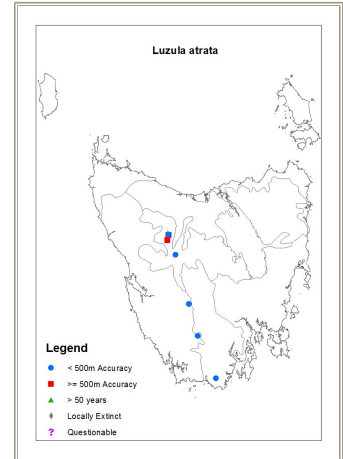 Luzula atrata
Legend
< 500m Accuracy
>= 500m Accuracy
> 50 years
Locally Extinct
? Questionable